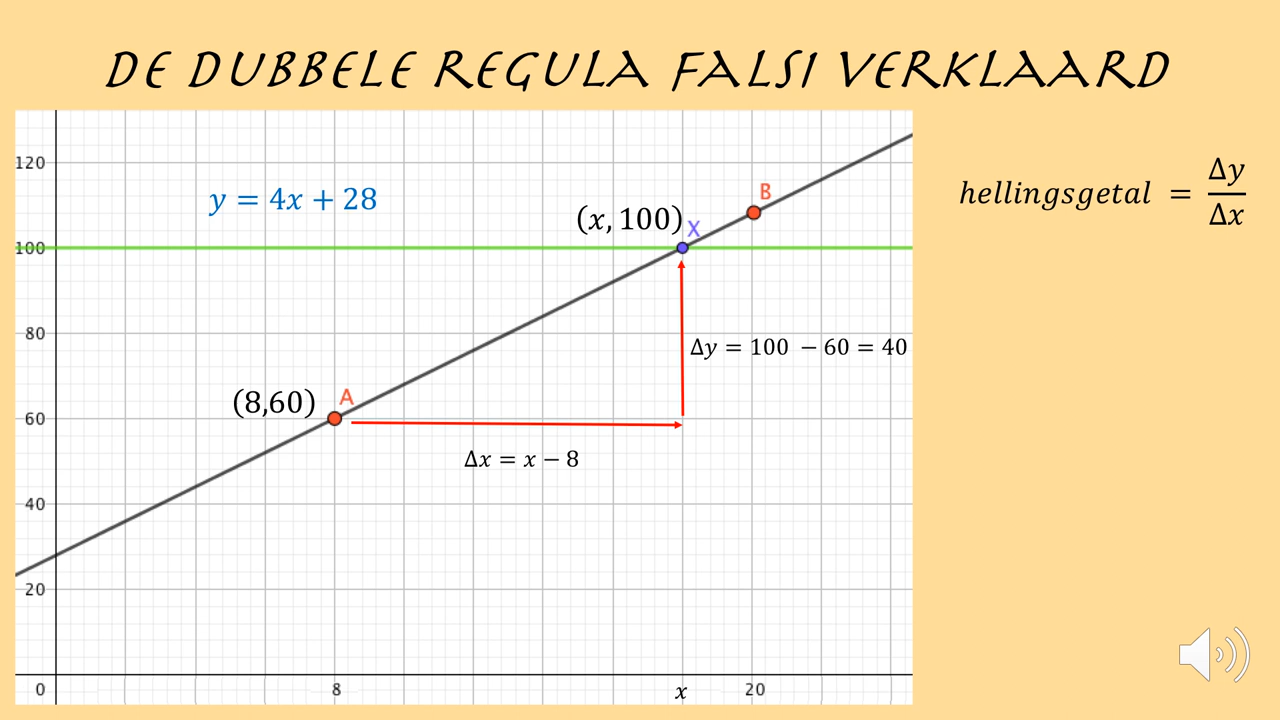 DE DUBBELE REGULA FALSI VERKLAARD
120
y = 4x + 28
B
hellingsgetal = Δy/Δx
(x, 100)
X
100
80
Δy = 100 − 60 = 40
(8,60)
A
60
Δx = x − 8
40
20
0 8 x 20